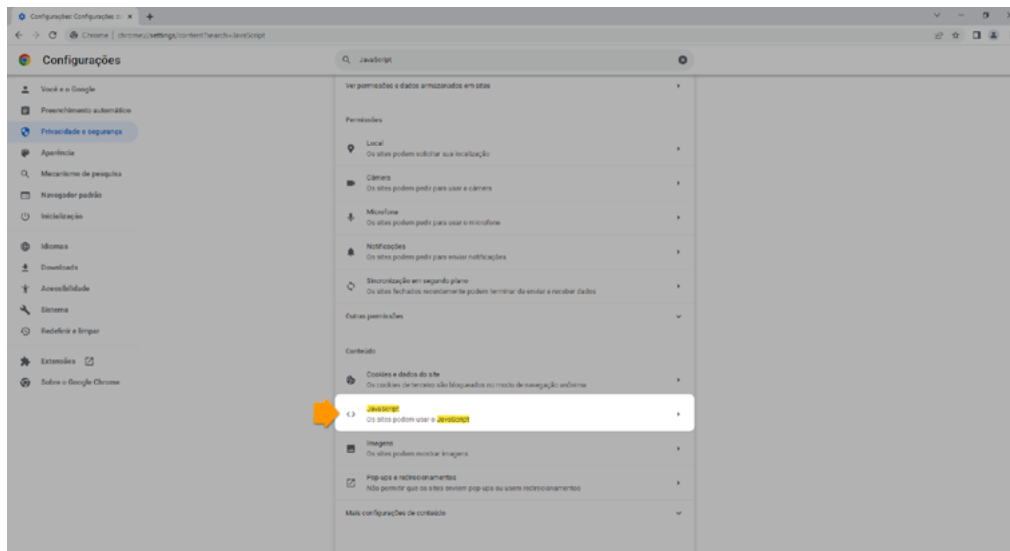 Configurações: Configurações d
Chrome | chrome://settings/content?search=JavaScript
Configurações
JavaScript
Você e o Google
Preenchimento automático
Privacidade e segurança
Aparência
Mecanismo de pesquisa
Navegador padrão
Inicialização
Idiomas
Downloads
Acessibilidade
Sistema
Redefinir e limpar
Extensões
Sobre o Google Chrome
Ver permissões e dados armazenados em sites
Permissões
Local
Os sites podem solicitar sua localização
Câmera
Os sites podem pedir para usar a câmera
Microfone
Os sites podem pedir para usar o microfone
Notificações
Os sites podem pedir para enviar notificações
Sincronização em segundo plano
Os sites fechados recentemente podem terminar de enviar e receber dados
Outras permissões
Conteúdo
Cookies e dados do site
Os cookies de terceiro são bloqueados no modo de navegação anônima
JavaScript
Os sites podem usar o JavaScript
Imagens
Os sites podem mostrar imagens
Pop-ups e redirecionamentos
Não permitir que os sites enviem pop-ups ou usem redirecionamentos
Mais configurações de conteúdo